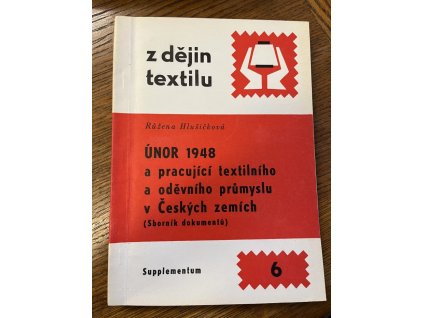 z dějin
textilu
Růžena Hlušičková
ÚNOR 1948
a pracující textilního
a oděvního průmyslu
v Českých zemích
(Sborník dokumentů)
Supplementum
6